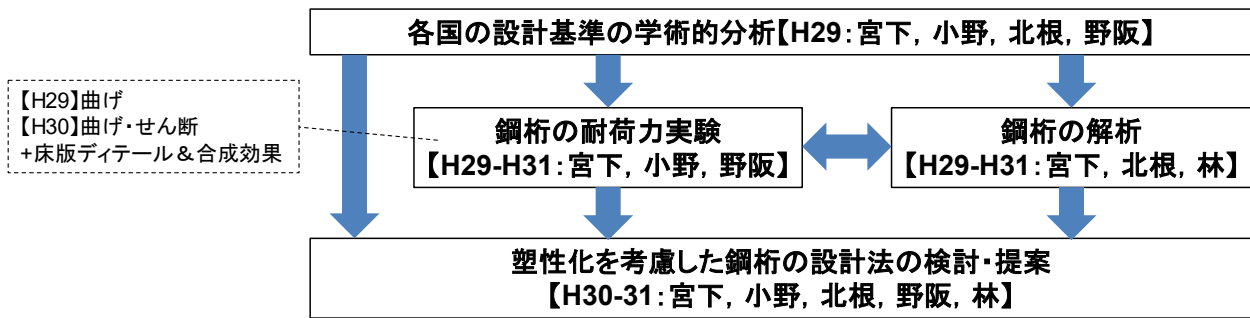 各国の設計基準の学術的分析【H29：宮下，小野，北根，野阪】
【H29】曲げ
【H30】曲げ・せん断
+床版ディテール＆合成効果
鋼桁の耐荷力実験
【H29-H31：宮下，小野，野阪】
鋼桁の解析
【H29-H31：宮下，北根，林】
塑性化を考慮した鋼桁の設計法の検討・提案
【H30-31：宮下，小野，北根，野阪，林】